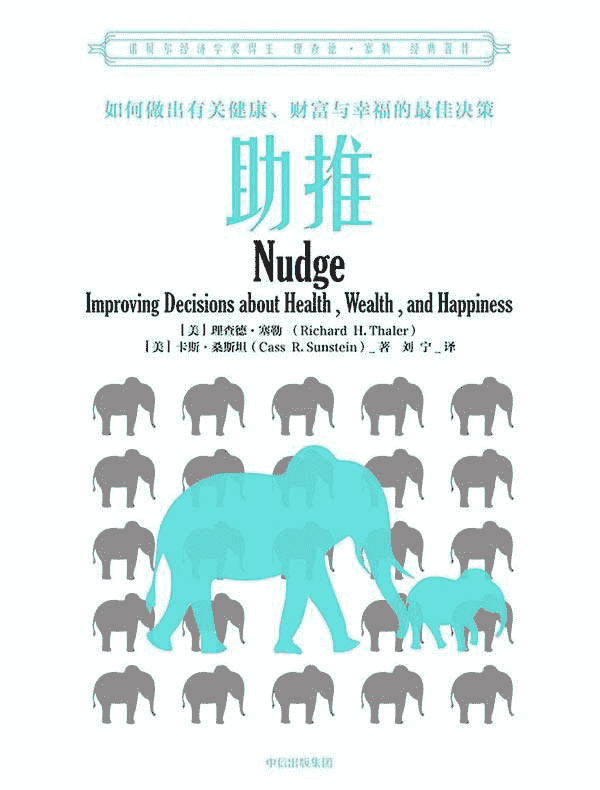 诺贝尔经济学奖得主 理查德·塞勒 经典著作
如何做出有关健康、财富与幸福的最佳决策
助推
Nudge
Improving Decisions about Health , Wealth , and Happiness
［美］理查德·塞勒 （Richard H. Thaler）
［美］卡斯·桑斯坦（Cass R. Sunstein）_著 刘 宁_译
中信出版集团